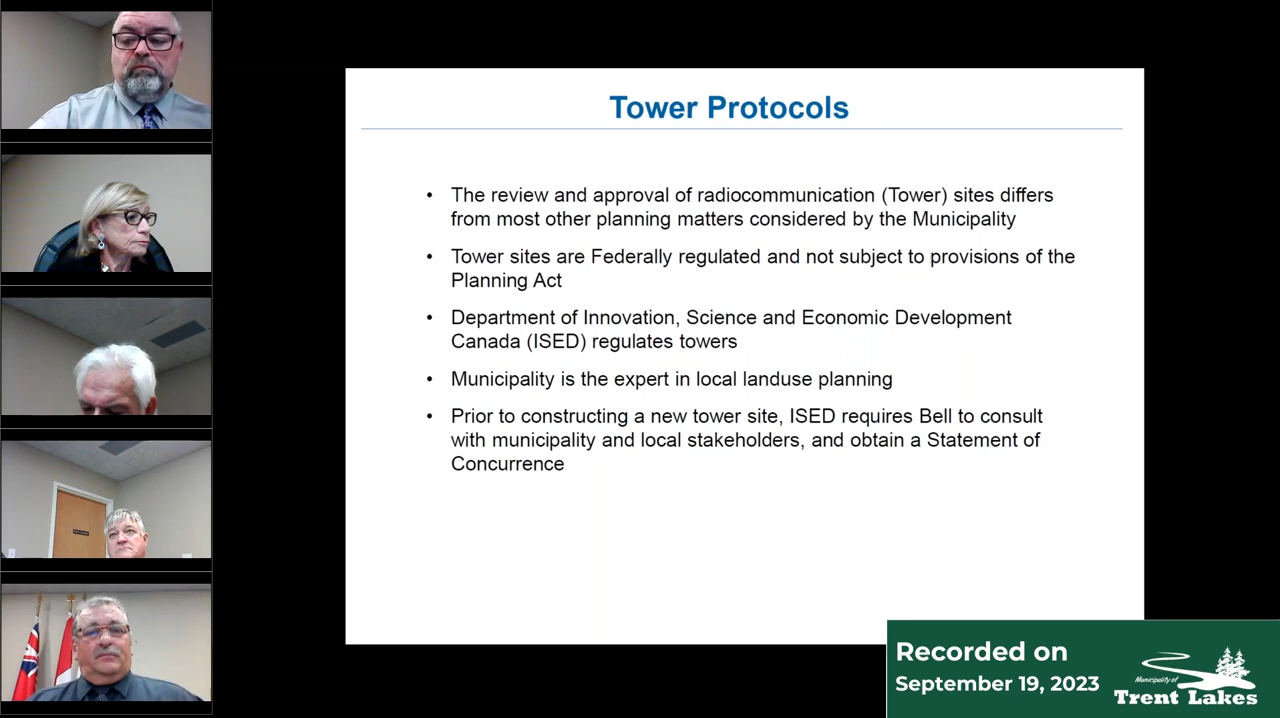 Tower Protocols
• The review and approval of radiocommunication (Tower) sites differs
from most other planning matters considered by the Municipality
• Tower sites are Federally regulated and not subject to provisions of the
Planning Act
• Department of Innovation, Science and Economic Development
Canada (ISED) regulates towers
• Municipality is the expert in local landuse planning
• Prior to constructing a new tower site, ISED requires Bell to consult
with municipality and local stakeholders, and obtain a Statement of
Concurrence
Recorded on
September 19, 2023
Municipality of
Trent Lakes